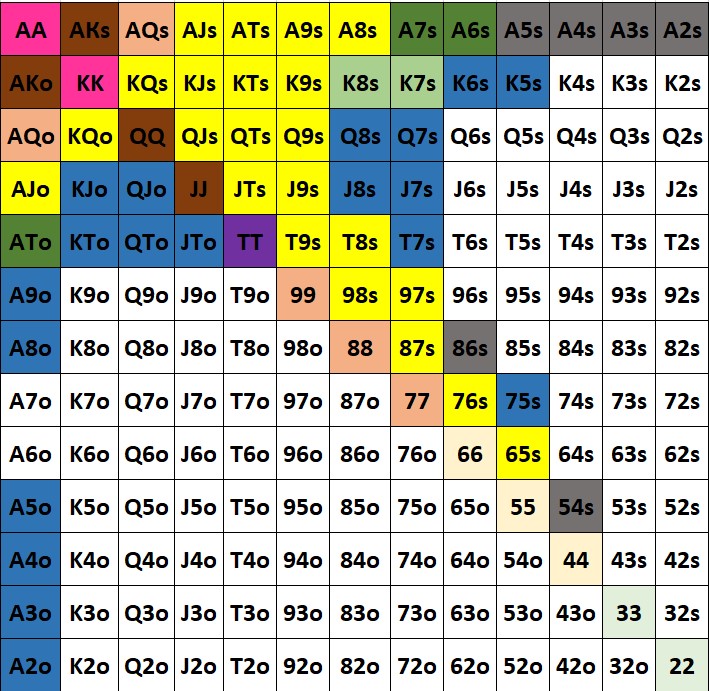 AA AKs AQs AJs ATs A9s A8s A7s A6s A5s A4s A3s A2s
AKo KK KQs KJs KTs K9s K8s K7s K6s K5s K4s K3s K2s
AQo KQo QQ QJs QTs Q9s Q8s Q7s Q6s Q5s Q4s Q3s Q2s
AJo KJo QJo JJ JTs J9s J8s J7s J6s J5s J4s J3s J2s
ATo KTo QTo JTo TT T9s T8s T7s T6s T5s T4s T3s T2s
A9o K9o Q9o J9o T9o 99 98s 97s 96s 95s 94s 93s 92s
A8o K8o Q8o J8o T8o 98o 88 87s 86s 85s 84s 83s 82s
A7o K7o Q7o J7o T7o 97o 87o 77 76s 75s 74s 73s 72s
A6o K6o Q6o J6o T6o 96o 86o 76o 66 65s 64s 63s 62s
A5o K5o Q5o J5o T5o 95o 85o 75o 65o 55 54s 53s 52s
A4o K4o Q4o J4o T4o 94o 84o 74o 64o 54o 44 43s 42s
A3o K3o Q3o J3o T3o 93o 83o 73o 63o 53o 43o 33 32s
A2o K2o Q2o J2o T2o 92o 82o 72o 62o 52o 42o 32o 22